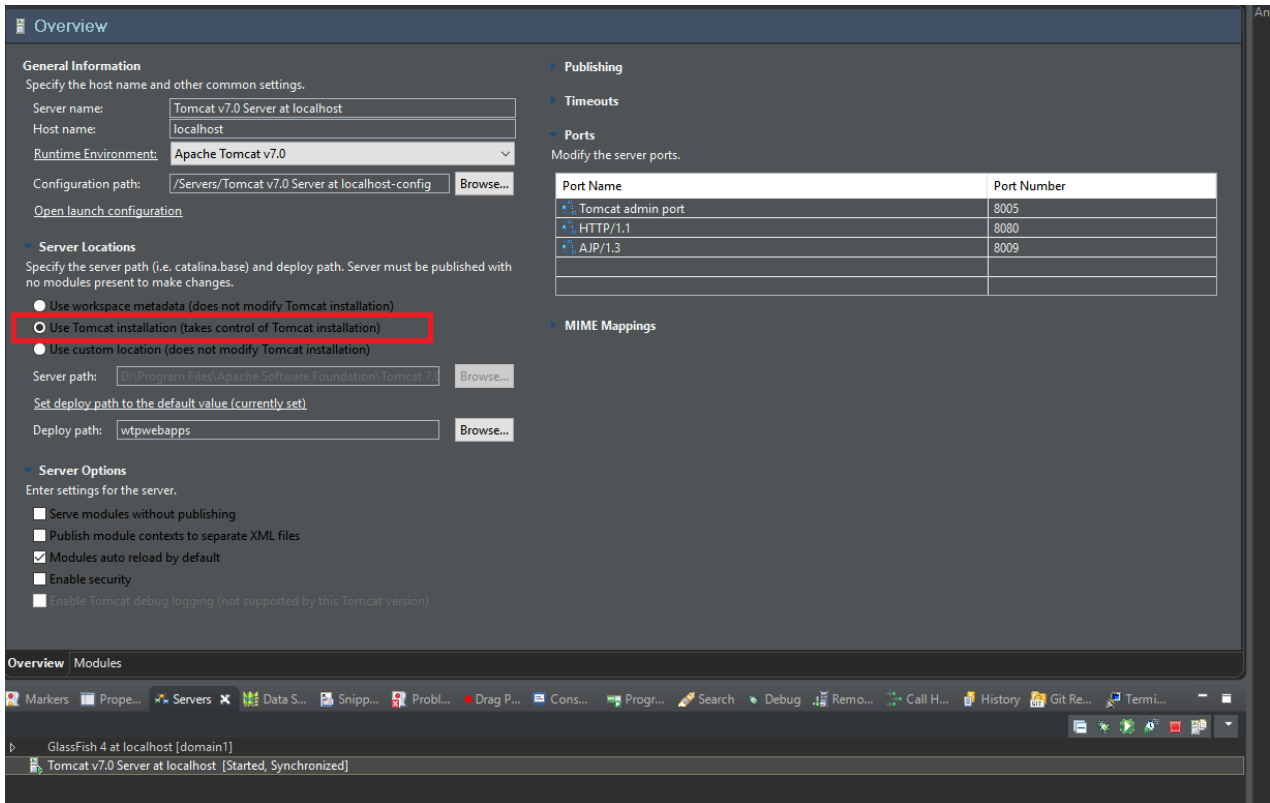 An
Overview
General Information
Specify the host name and other common settings.
Server name: Tomcat v7.0 Server at localhost
Host name: localhost
Runtime Environment: Apache Tomcat v7.0
Configuration path: /Servers/Tomcat v7.0 Server at localhost-config Browse...
Open launch configuration
Server Locations
Specify the server path (i.e. catalina.base) and deploy path. Server must be published with
no modules present to make changes.
Use workspace metadata (does not modify Tomcat installation)
Use Tomcat installation (takes control of Tomcat installation)
Use custom location (does not modify Tomcat installation)
Server path: D:\Program Files\Apache Software Foundation\Tomcat 7.0 Browse...
Set deploy path to the default value (currently set)
Deploy path: wtpwebapps Browse...
Server Options
Enter settings for the server.
Serve modules without publishing
Publish module contexts to separate XML files
Modules auto reload by default
Enable security
Enable Tomcat debug logging (not supported by this Tomcat version)
Publishing
Timeouts
Ports
Modify the server ports.
Port Name Port Number
Tomcat admin port 8005
HTTP/1.1 8080
AJP/1.3 8009
MIME Mappings
Overview Modules
Markers Prope... Servers Data S... Snipp... Probl... Drag P... Cons... Progr... Search Debug Remo... Call H... History Git Re... Termi...
GlassFish 4 at localhost [domain1]
Tomcat v7.0 Server at localhost [Started, Synchronized]